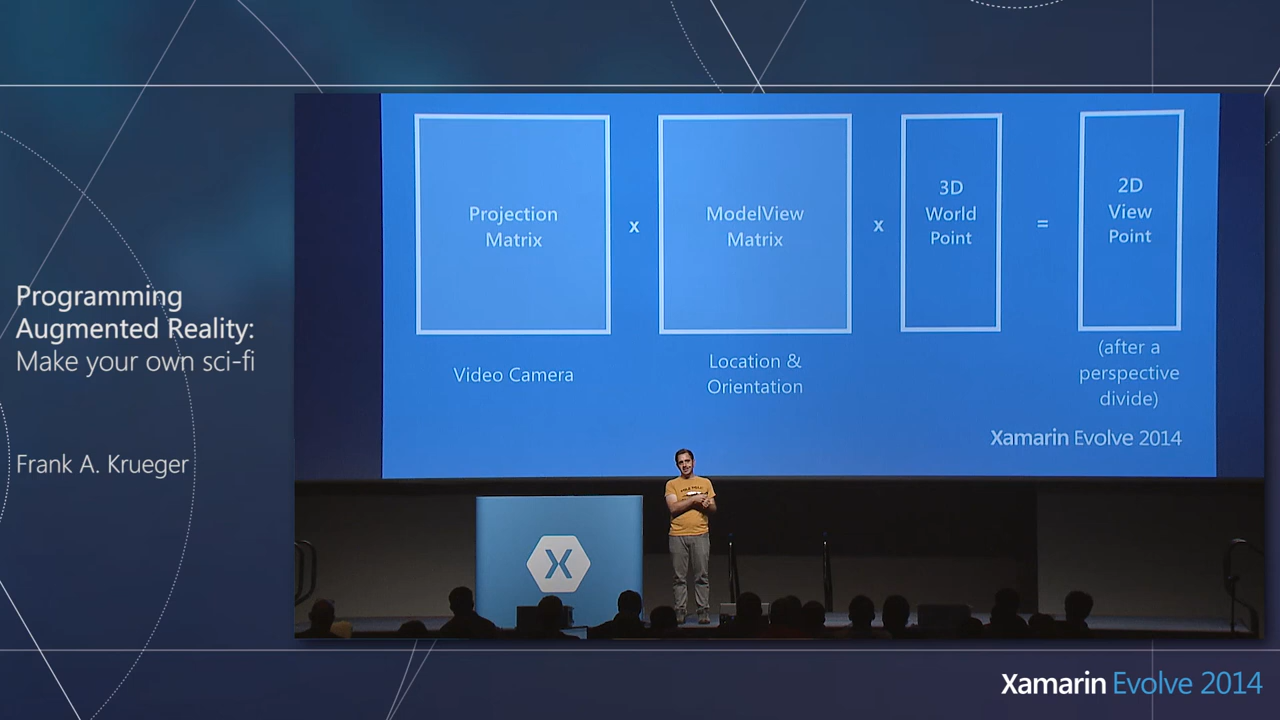 Programming
Augmented Reality:
Make your own sci-fi
Frank A. Krueger
Projection
Matrix
x
ModelView
Matrix
x
3D
World
Point
=
2D
View
Point
Video Camera
Location &
Orientation
(after a
perspective
divide)
Xamarin Evolve 2014
X
Xamarin Evolve 2014